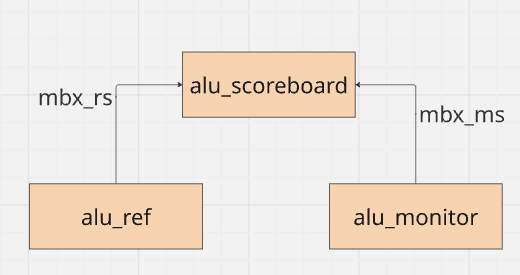 alu_scoreboard
mbx_rs
mbx_ms
alu_ref
alu_monitor